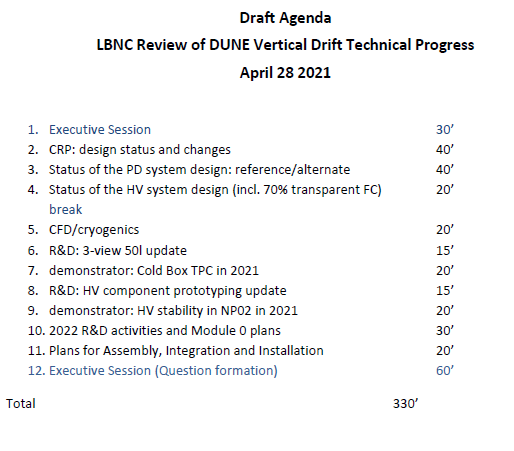 Draft Agenda
LBNC Review of DUNE Vertical Drift Technical Progress
April 28 2021
1. Executive Session 30’
2. CRP: design status and changes 40’
3. Status of the PD system design: reference/alternate 40’
4. Status of the HV system design (incl. 70% transparent FC) 20’
break
5. CFD/cryogenics 20’
6. R&D: 3-view 50l update 15’
7. demonstrator: Cold Box TPC in 2021 20’
8. R&D: HV component prototyping update 15’
9. demonstrator: HV stability in NP02 in 2021 20’
10. 2022 R&D activities and Module 0 plans 30’
11. Plans for Assembly, Integration and Installation 20’
12. Executive Session (Question formation) 60’
Total 330’